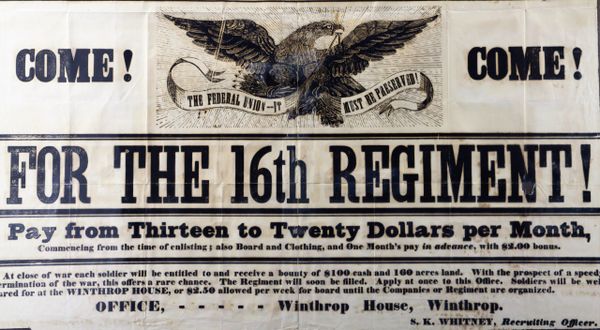 COME!
COME!
THE FEDERAL UNION—IT MUST BE PRESERVED!
FOR THE 16th REGIMENT!
Pay from Thirteen to Twenty Dollars per Month,
Commencing from the time of enlisting; also Board and Clothing, and One Month's pay in advance, with $2.00 bonus.
At close of war each soldier will be entitled to and receive a bounty of $100 cash and 160 acres land. With the prospect of a speed
ermination of the war, this offers a rare chance. The Regiment will soon be filled. Apply at once to this Office. Soldiers will be wel
ared for at the WINTHROP HOUSE, or $2.50 allowed per week for board until the Companies or Regiment are organized.
OFFICE, - - - - - Winthrop House, Winthrop.
S. K. WHITNEY, Recruiting Officer.